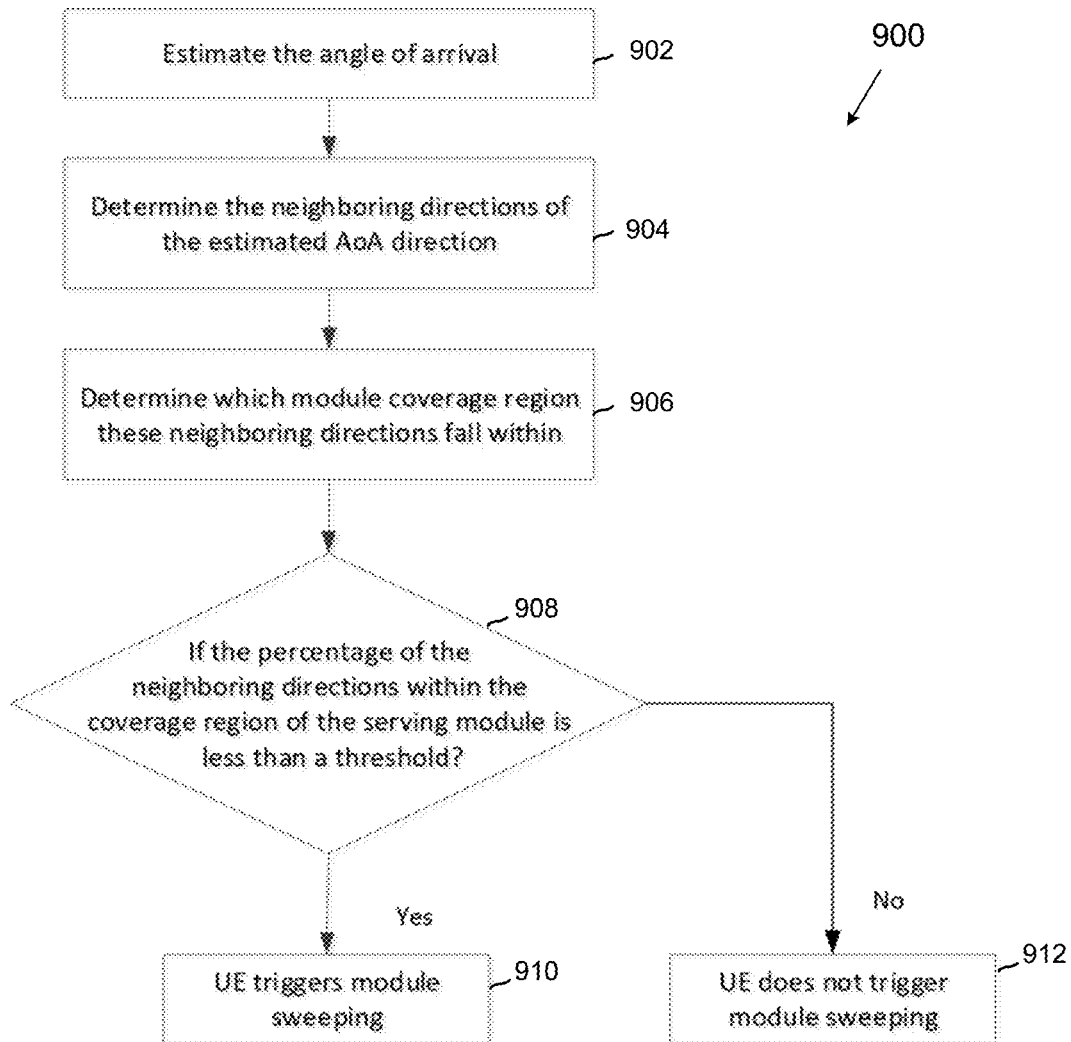 900
Estimate the angle of arrival
902
Determine the neighboring directions of
the estimated AoA direction
904
Determine which module coverage region
these neighboring directions fall within
906
908
If the percentage of the
neighboring directions within the
coverage region of the serving module is
less than a threshold?
Yes
No
UE triggers module
sweeping
910
UE does not trigger
module sweeping
912